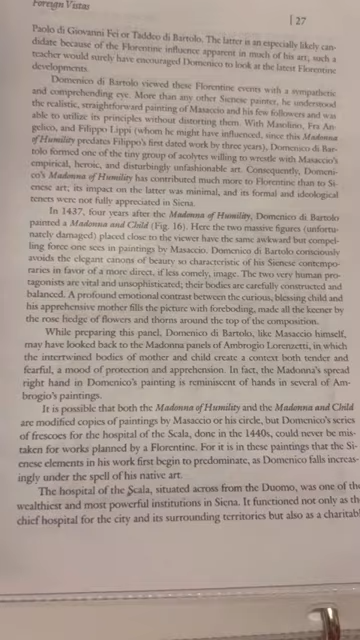 Foreign Vistas
| 27
Paolo di Giovanni Fei or Taddeo di Bartolo. The latter is an especially likely can-
didate because of the Florentine influence apparent in much of his art; such a
teacher would surely have encouraged Domenico to look at the latest Florentine
developments.
Domenico di Bartolo viewed these Florentine events with a sympathetic
and comprehending eye. More than any other Sienese painter, he understood
the realistic, straightforward painting of Masaccio and his few followers and was
able to utilize its principles without distorting them. With Masolino, Fra An-
gelico, and Filippo Lippi (whom he might have influenced, since this Madonna
of Humility predates Filippo's first dated work by three years), Domenico di Bar-
tolo formed one of the tiny group of acolytes willing to wrestle with Masaccio's
empirical, heroic, and disturbingly unfashionable art. Consequently, Domeni-
co's Madonna of Humility has contributed much more to Florentine than to Si-
enese art; its impact on the latter was minimal, and its formal and ideological
tenets were not fully appreciated in Siena.
In 1437, four years after the Madonna of Humility, Domenico di Bartolo
painted a Madonna and Child (Fig. 16). Here the two massive figures (unfortu-
nately damaged) placed close to the viewer have the same awkward but compel-
ling force one sees in paintings by Masaccio. Domenico di Bartolo consciously
avoids the elegant canons of beauty so characteristic of his Sienese contempo-
raries in favor of a more direct, if less comely, image. The two very human pro-
tagonists are vital and unsophisticated; their bodies are carefully constructed and
balanced. A profound emotional contrast between the curious, blessing child and
his apprehensive mother fills the picture with foreboding, made all the keener by
the rose hedge of flowers and thorns around the top of the composition.
While preparing this panel, Domenico di Bartolo, like Masaccio himself,
may have looked back to the Madonna panels of Ambrogio Lorenzetti, in which
the intertwined bodies of mother and child create a context both tender and
fearful, a mood of protection and apprehension. In fact, the Madonna's spread
right hand in Domenico's painting is reminiscent of hands in several of Am-
brogio's paintings.
It is possible that both the Madonna of Humility and the Madonna and Child
are modified copies of paintings by Masaccio or his circle, but Domenico's series
of frescoes for the hospital of the Scala, done in the 1440s, could never be mis-
taken for works planned by a Florentine. For it is in these paintings that the Si-
enese elements in his work first begin to predominate, as Domenico falls increas-
ingly under the spell of his native art.
The hospital of the Scala, situated across from the Duomo, was one of the
wealthiest and most powerful institutions in Siena. It functioned not only as the
chief hospital for the city and its surrounding territories but also as a charitabl